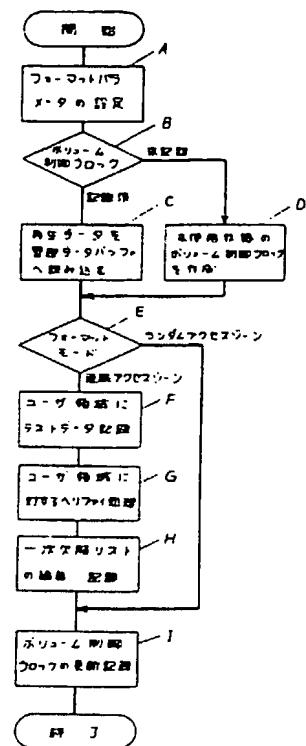 開始
A
フォーマットパラ
メータの設定
B
ボリューム
制御ブロック
未記録
記録済
C
D
再生データを
管理データバッファ
へ読み込む
未使用状態の
ボリューム制御ブロック
を作成
E
フォーマット
モード
ランダムアクセスゾーン
追加アクセスゾーン
F
ユーザ領域に
テストデータ記録
G
ユーザ領域に
対するベリファイ処理
H
一次欠陥リスト
の編集 記録
I
ボリューム制御
ブロックの更新記録
終了